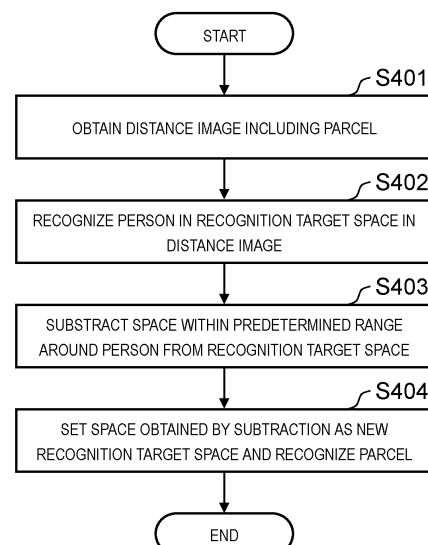 START
S401
OBTAIN DISTANCE IMAGE INCLUDING PARCEL
S402
RECOGNIZE PERSON IN RECOGNITION TARGET SPACE IN
DISTANCE IMAGE
S403
SUBSTRACT SPACE WITHIN PREDETERMINED RANGE
AROUND PERSON FROM RECOGNITION TARGET SPACE
S404
SET SPACE OBTAINED BY SUBTRACTION AS NEW
RECOGNITION TARGET SPACE AND RECOGNIZE PARCEL
END